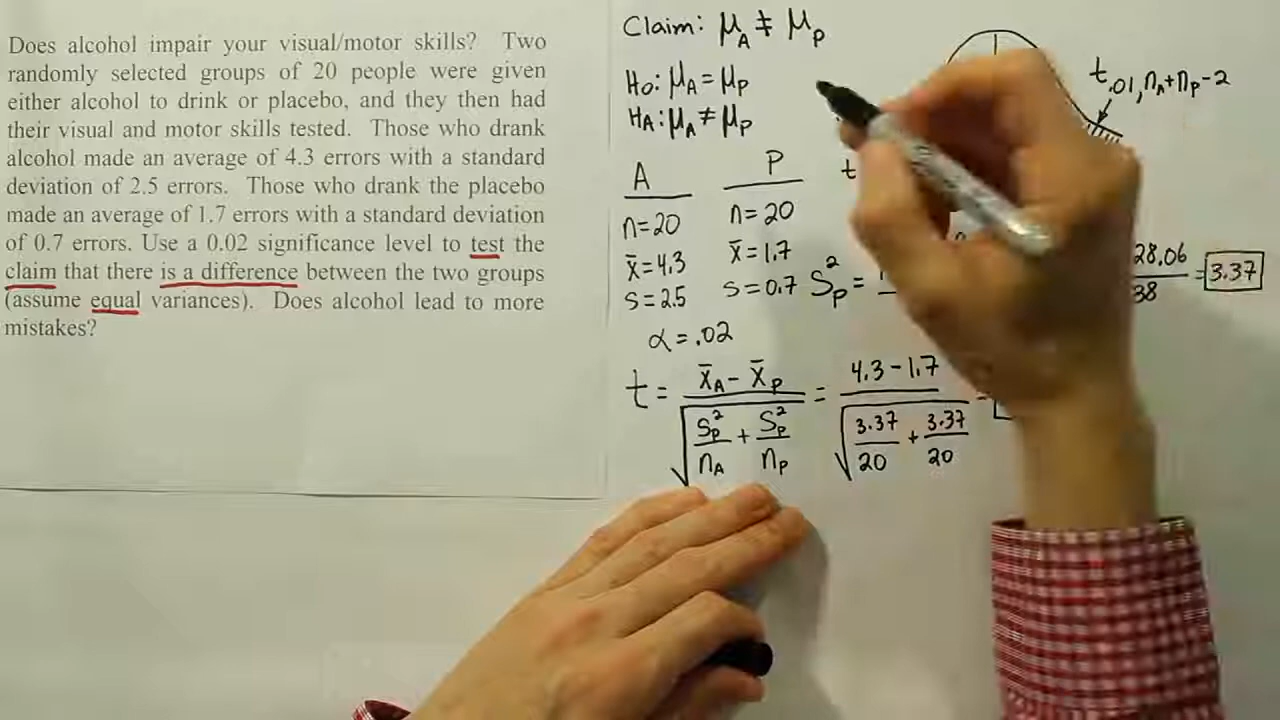 Does alcohol impair your visual/motor skills? Two
randomly selected groups of 20 people were given
either alcohol to drink or placebo, and they then had
their visual and motor skills tested. Those who drank
alcohol made an average of 4.3 errors with a standard
deviation of 2.5 errors. Those who drank the placebo
made an average of 1.7 errors with a standard deviation
of 0.7 errors. Use a 0.02 significance level to test the
claim that there is a difference between the two groups
(assume equal variances). Does alcohol lead to more
mistakes?
Claim: μA ≠ μp
Ho: μA = μp
HA: μA ≠ μp
A P
n=20 n=20
x̄=4.3 x̄=1.7
s=2.5 s=0.7
α=.02
t.01, nA+nP-2
t
Sp² =
28.06
38
= 3.37
t = x̄A - x̄p / √(Sp²/nA + Sp²/np) = 4.3-1.7 / √(3.37/20 + 3.37/20)